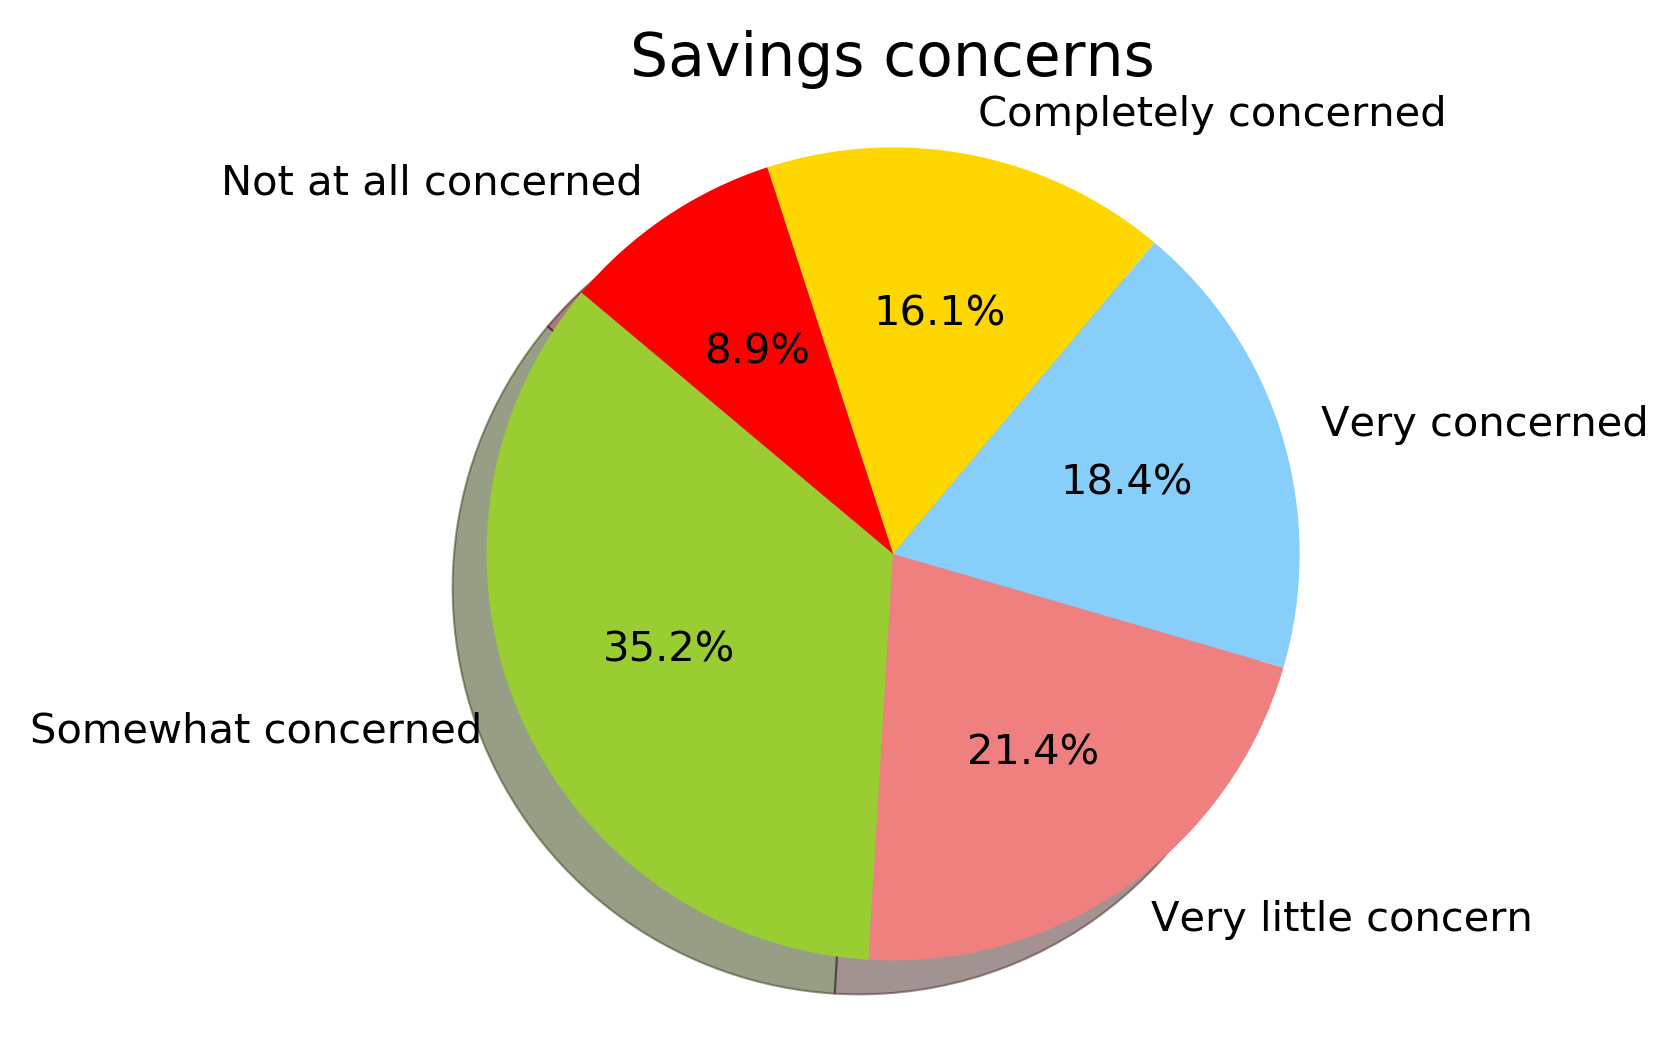 Savings concerns
Completely concerned
Not at all concerned
16.1%
8.9%
Very concerned
18.4%
35.2%
Somewhat concerned
21.4%
Very little concern